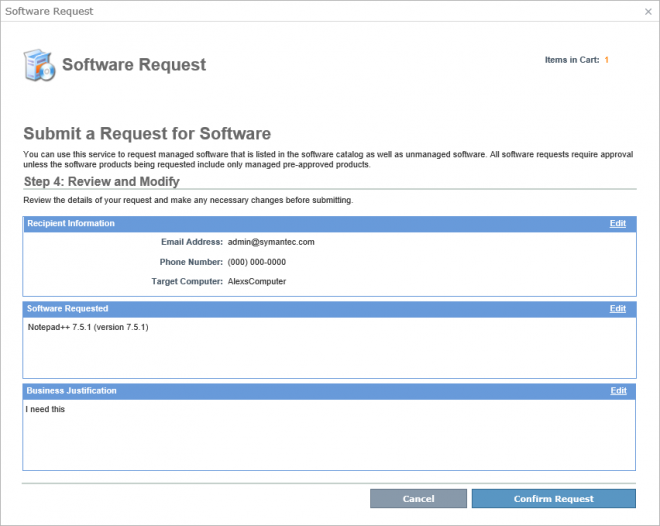 Software Request
Software Request
Items in Cart: 1
Submit a Request for Software
You can use this service to request managed software that is listed in the software catalog as well as unmanaged software. All software requests require approval
unless the software products being requested include only managed pre-approved products.
Step 4: Review and Modify
Review the details of your request and make any necessary changes before submitting.
Recipient Information Edit
Email Address: admin@symantec.com
Phone Number: (000) 000-0000
Target Computer: AlexsComputer
Software Requested Edit
Notepad++ 7.5.1 (version 7.5.1)
Business Justification Edit
I need this
Cancel Confirm Request